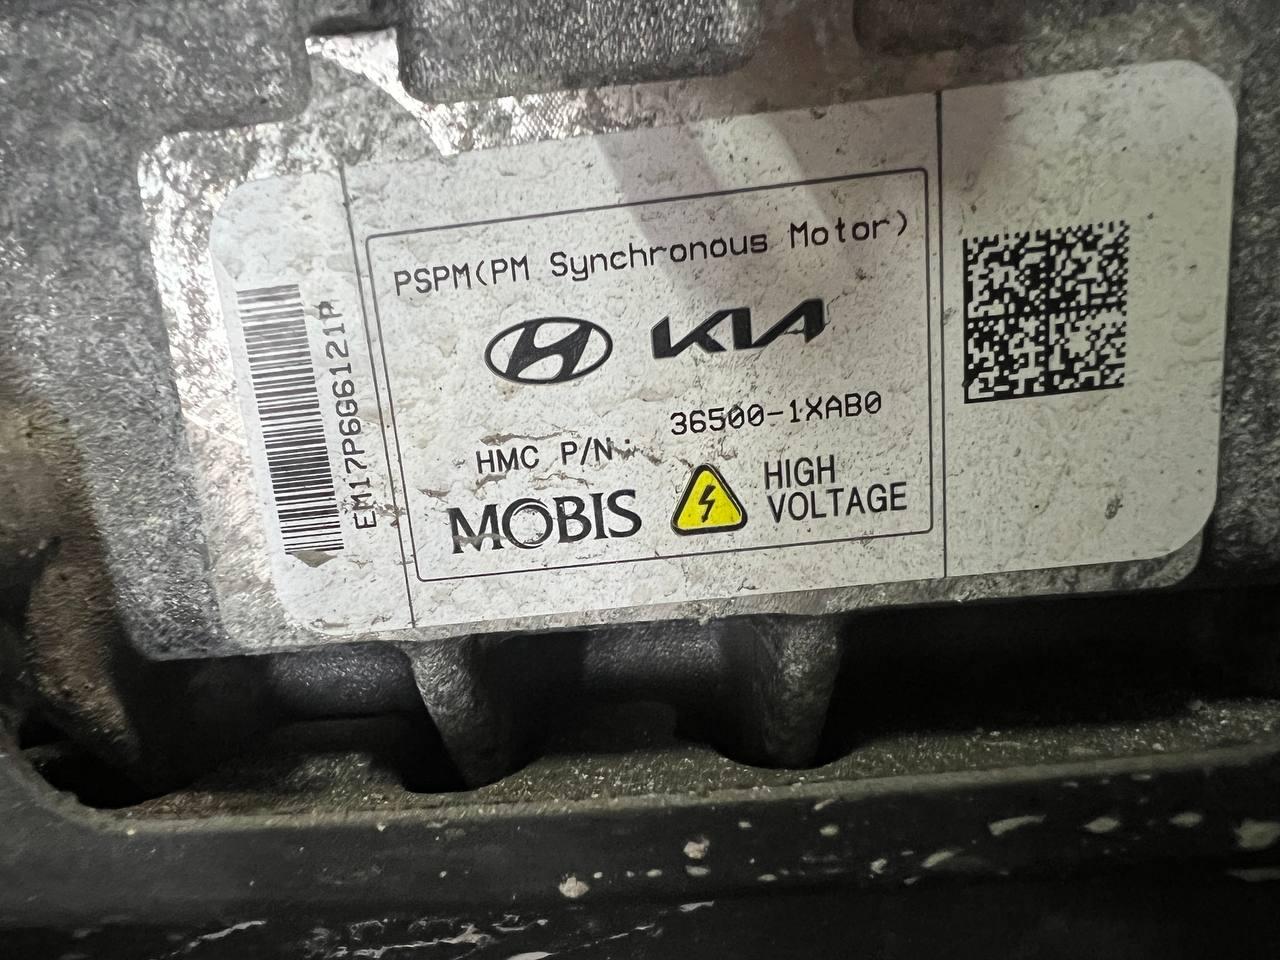 EM17P6G6121P
PSPM(PM Synchronous Motor)
KIA
HMC P/N: 36500-1XAB0
MOBIS
HIGH
VOLTAGE